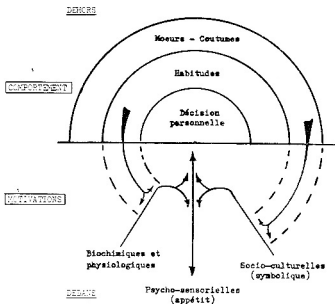 DEHORS
Moeurs - Coutumes
Habitudes
COMPORTEMENT
Décision
personnelle
MOTIVATIONS
Biochimiques et
physiologiques
Socio-culturelles
(symbolique)
Psycho-sensorielles
(appétit)
DEDANS